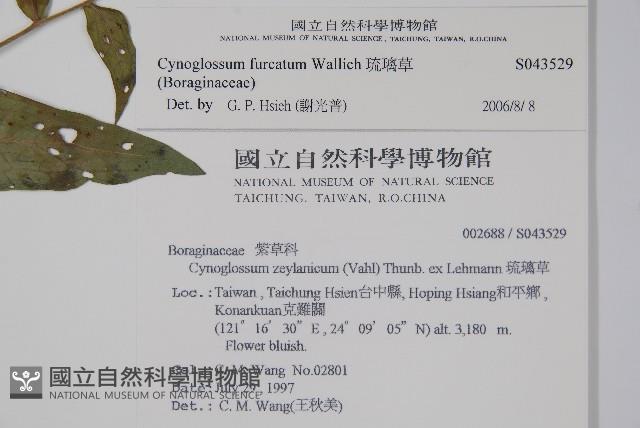 國立自然科學博物館
NATIONAL MUSEUM OF NATURAL SCIENCE, TAICHUNG, TAIWAN, R.O.CHINA
Cynoglossum furcatum Wallich 琉璃草 S043529
(Boraginaceae)
Det. by G. P. Hsieh (謝光普) 2006/8/ 8
國立自然科學博物館
NATIONAL MUSEUM OF NATURAL SCIENCE
TAICHUNG. TAIWAN, R.O.CHINA
002688 / S043529
Boraginaceae 紫草科
Cynoglossum zeylanicum (Vahl) Thunb. ex Lehmann 琉璃草
Loc.:Taiwan , Taichung Hsien台中縣, Hoping Hsiang和平鄉 ,
Konankuan克難關
(121° 16′ 30″ E , 24° 09′ 05″ N) alt. 3,180 m.
Flower bluish.
Col.: C. M. Wang No.02801
Date: July 29, 1997
Det.: C. M. Wang(王秋美)
國立自然科學博物館
NATIONAL MUSEUM OF NATURAL SCIENCE